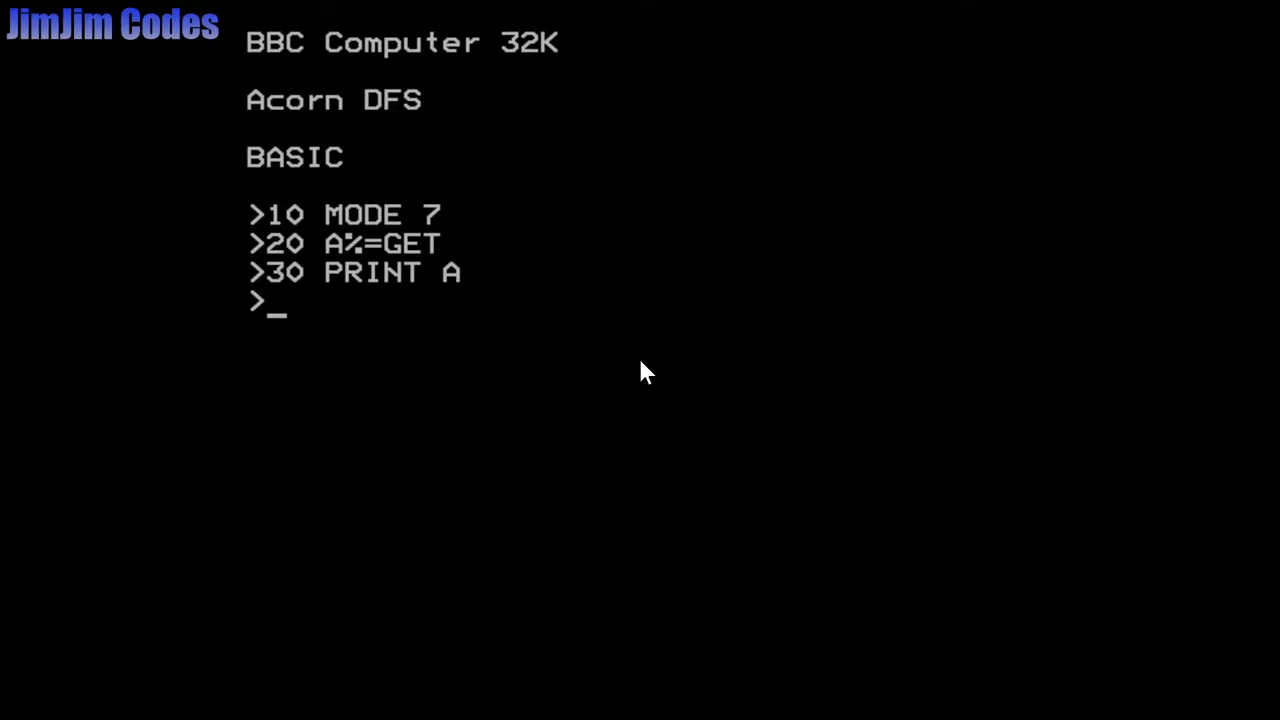 JimJim Codes
BBC Computer 32K
Acorn DFS
BASIC
>10 MODE 7
>20 A%=GET
>30 PRINT A
>_